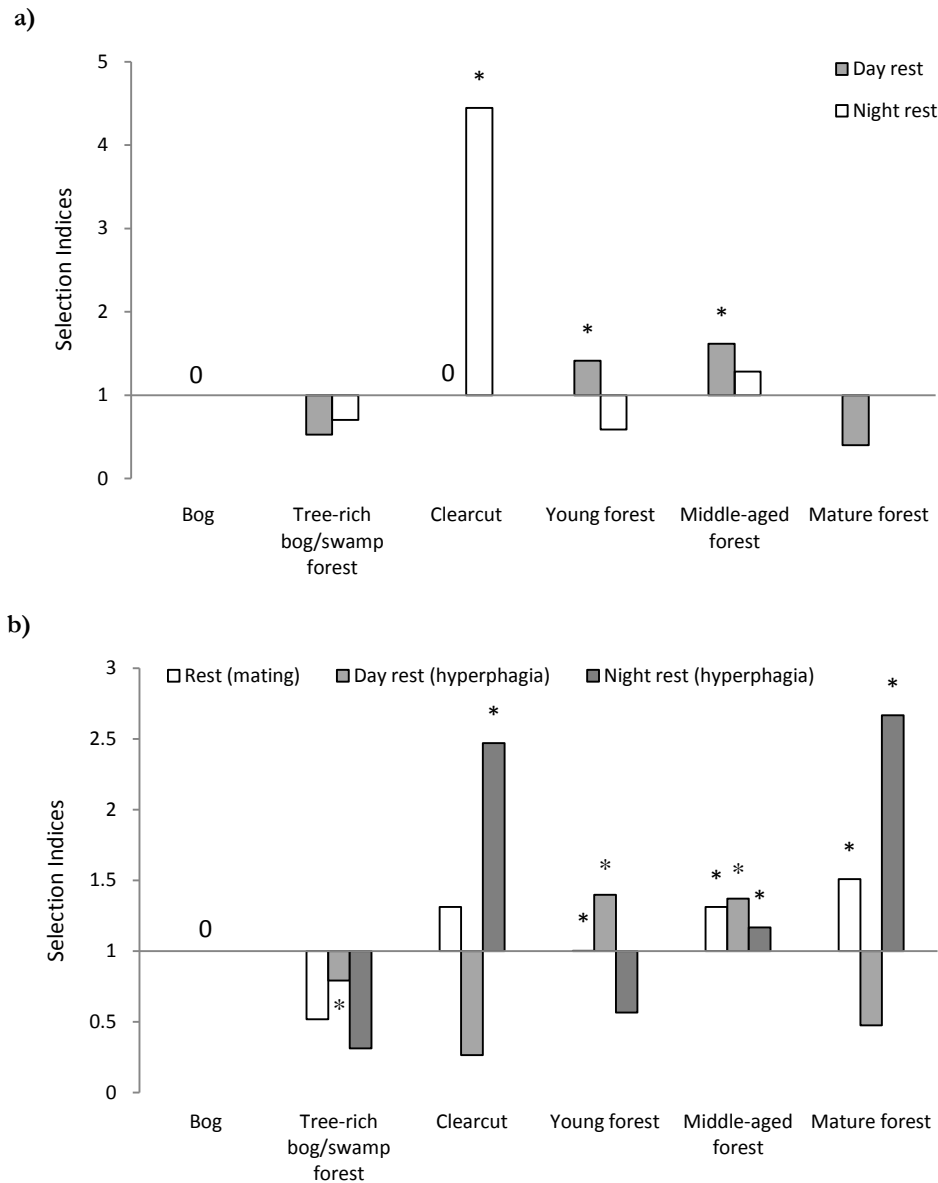 a)
5
4
3
2
1
0
Selection Indices
Day rest
Night rest
*
*
*
0
0
Bog
Tree-rich
bog/swamp
forest
Clearcut
Young forest
Middle-aged
forest
Mature forest
b)
3
2.5
2
1.5
1
0.5
0
Selection Indices
Rest (mating) Day rest (hyperphagia) Night rest (hyperphagia)
*
*
*
*
*
*
*
*
*
0
Bog
Tree-rich
bog/swamp
forest
Clearcut
Young forest
Middle-aged
forest
Mature forest